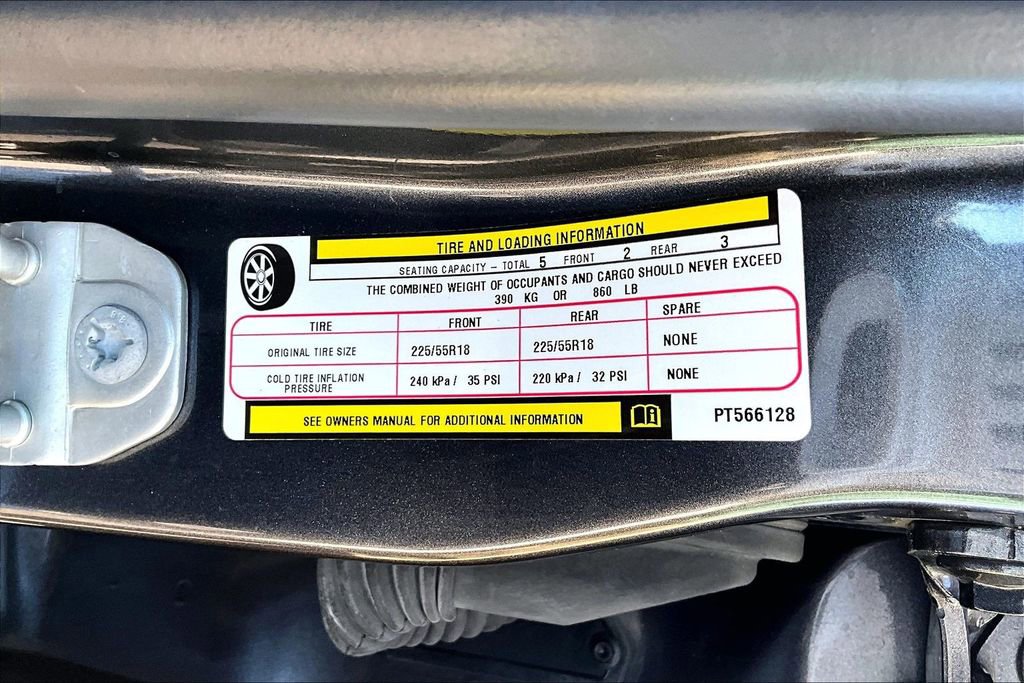 TIRE AND LOADING INFORMATION
SEATING CAPACITY - TOTAL 5 FRONT 2 REAR 3
THE COMBINED WEIGHT OF OCCUPANTS AND CARGO SHOULD NEVER EXCEED
390 KG OR 860 LB
TIRE FRONT REAR SPARE
ORIGINAL TIRE SIZE 225/55R18 225/55R18 NONE
COLD TIRE INFLATION PRESSURE 240 kPa / 35 PSI 220 kPa / 32 PSI NONE
SEE OWNERS MANUAL FOR ADDITIONAL INFORMATION PT566128